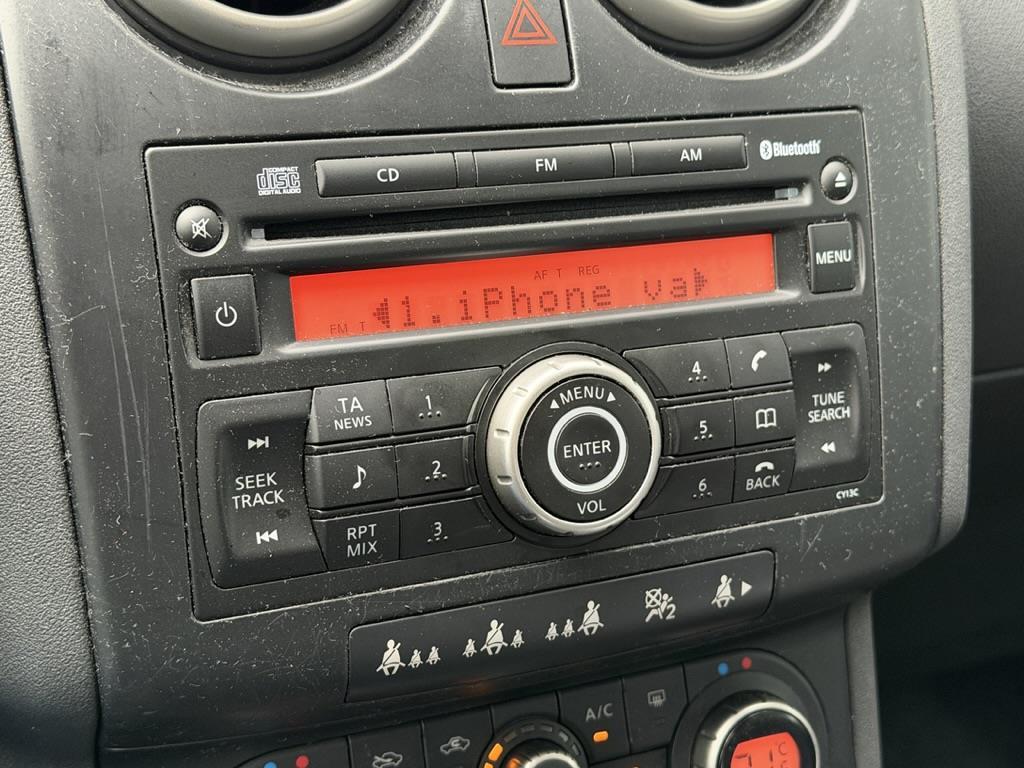 COMPACT
disc
DIGITAL AUDIO
CD
FM
AM
Bluetooth
MENU
AF T REG
FM T
1.iPhone va
TA
NEWS
1
4
MENU
TUNE
SEARCH
SEEK
TRACK
2
ENTER
5
RPT
MIX
3
VOL
6
BACK
CY13C
2
A/C
°C